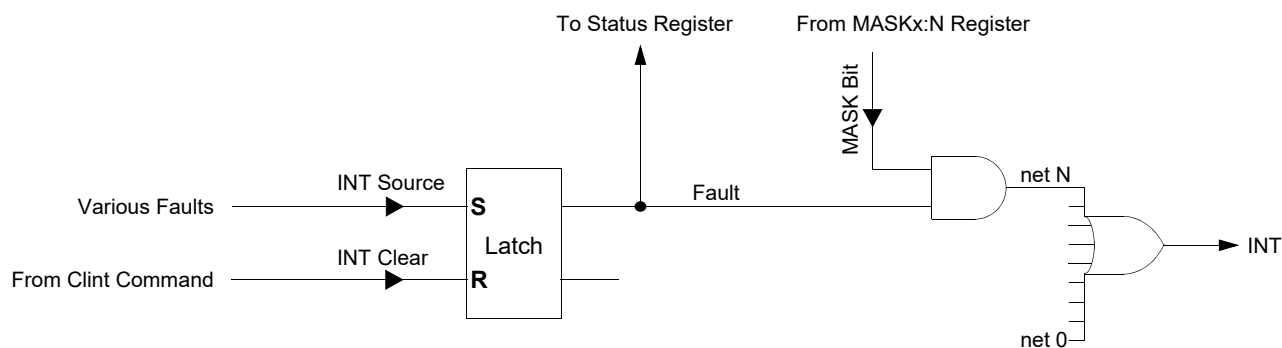 To Status Register
From MASKx:N Register
MASK Bit
INT Source
net N
Various Faults
S
Fault
Latch
INT
INT Clear
From Clint Command
R
net 0